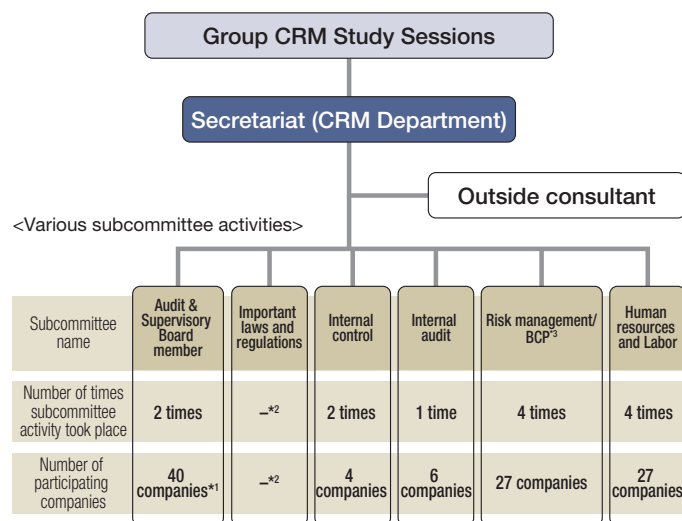 Group CRM Study Sessions
Secretariat (CRM Department)
Outside consultant
<Various subcommittee activities>
Subcommittee
name
Audit &
Supervisory
Board
member
Important
laws and
regulations
Internal
control
Internal
audit
Risk management/
BCP*3
Human
resources
and Labor
Number of times
subcommittee
activity took place
2 times
–*2
2 times
1 time
4 times
4 times
Number of
participating
companies
40
companies*1
–*2
4
companies
6
companies
27 companies
27
companies